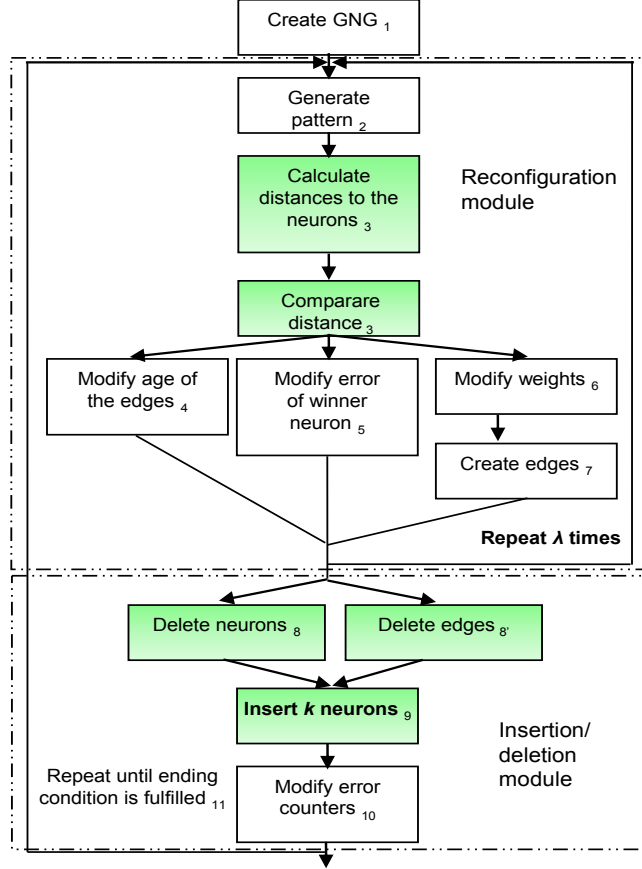 Create GNG 1
Generate
pattern 2
Calculate
distances to the
neurons 3
Reconfiguration
module
Comparare
distance 3
Modify age of
the edges 4
Modify error
of winner
neuron 5
Modify weights 6
Create edges 7
Repeat λ times
Delete neurons 8
Delete edges 8'
Insert k neurons 9
Insertion/
deletion
module
Repeat until ending
condition is fulfilled 11
Modify error
counters 10